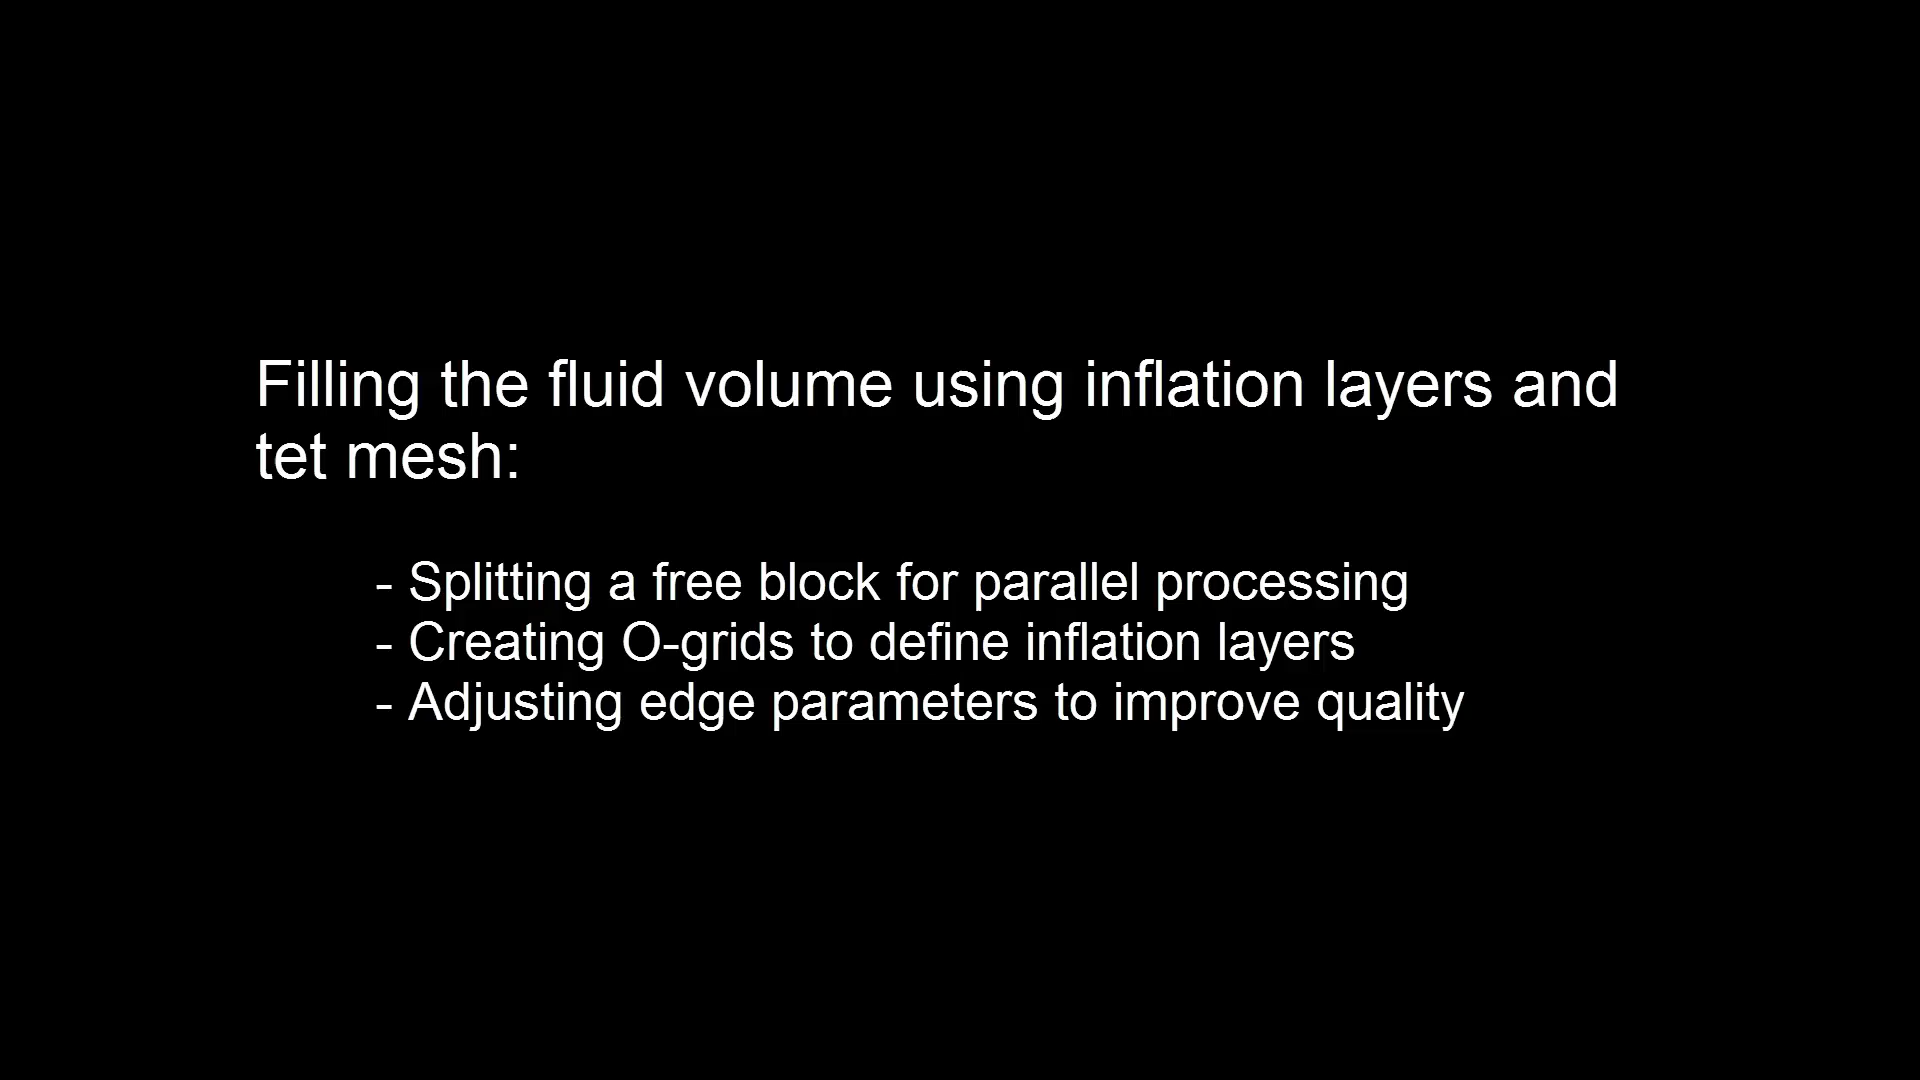 Filling the fluid volume using inflation layers and
tet mesh:
- Splitting a free block for parallel processing
- Creating O-grids to define inflation layers
- Adjusting edge parameters to improve quality